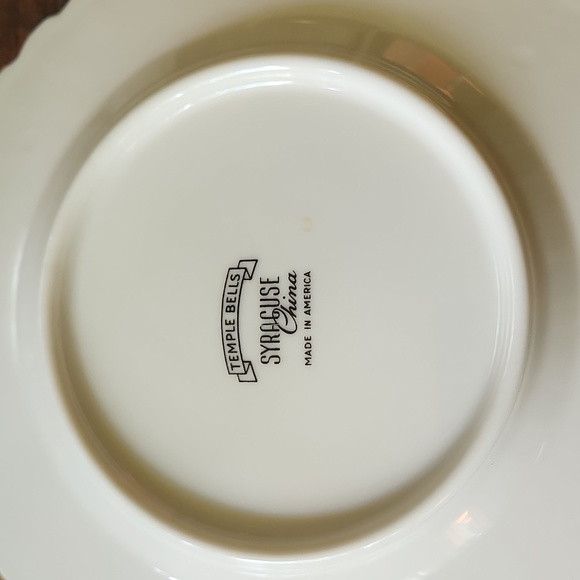 TEMPLE BELLS
SYRACUSE
China
MADE IN AMERICA